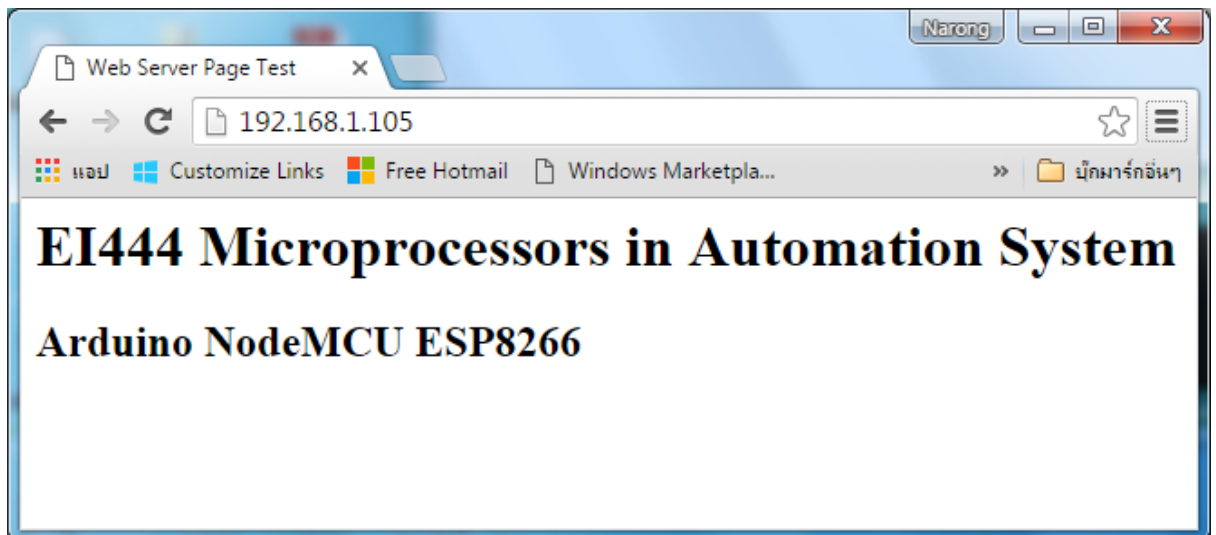 Narong
Web Server Page Test
192.168.1.105
แอป Customize Links Free Hotmail Windows Marketpla... » บุ๊กมาร์กอื่นๆ
EI444 Microprocessors in Automation System
Arduino NodeMCU ESP8266